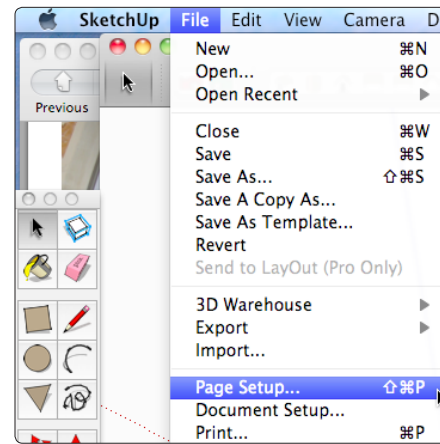 SketchUp File Edit View Camera D
Previous
New ⌘N
Open... ⌘O
Open Recent
Close ⌘W
Save ⌘S
Save As... ⇧⌘S
Save A Copy As...
Save As Template...
Revert
Send to LayOut (Pro Only)
3D Warehouse
Export
Import...
Page Setup... ⇧⌘P
Document Setup...
Print... ⌘P